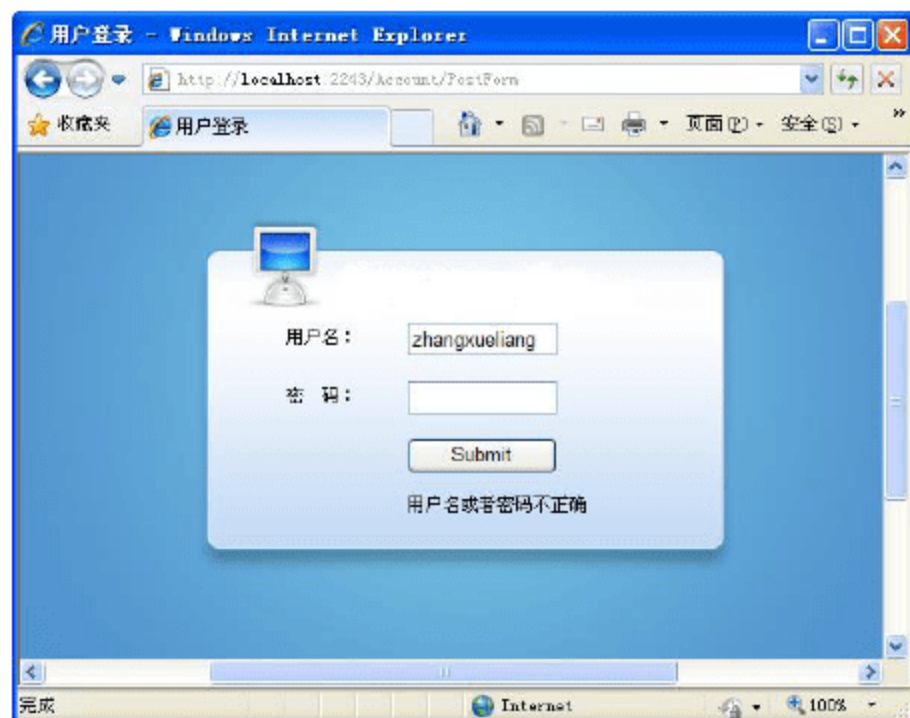 用户登录 - Windows Internet Explorer
http://localhost:2243/Account/PostForm
收藏夹
用户登录
页面(P)
安全(S)
»
用户名：
zhangxueliang
密 码：
Submit
用户名或者密码不正确
完成
Internet
100%